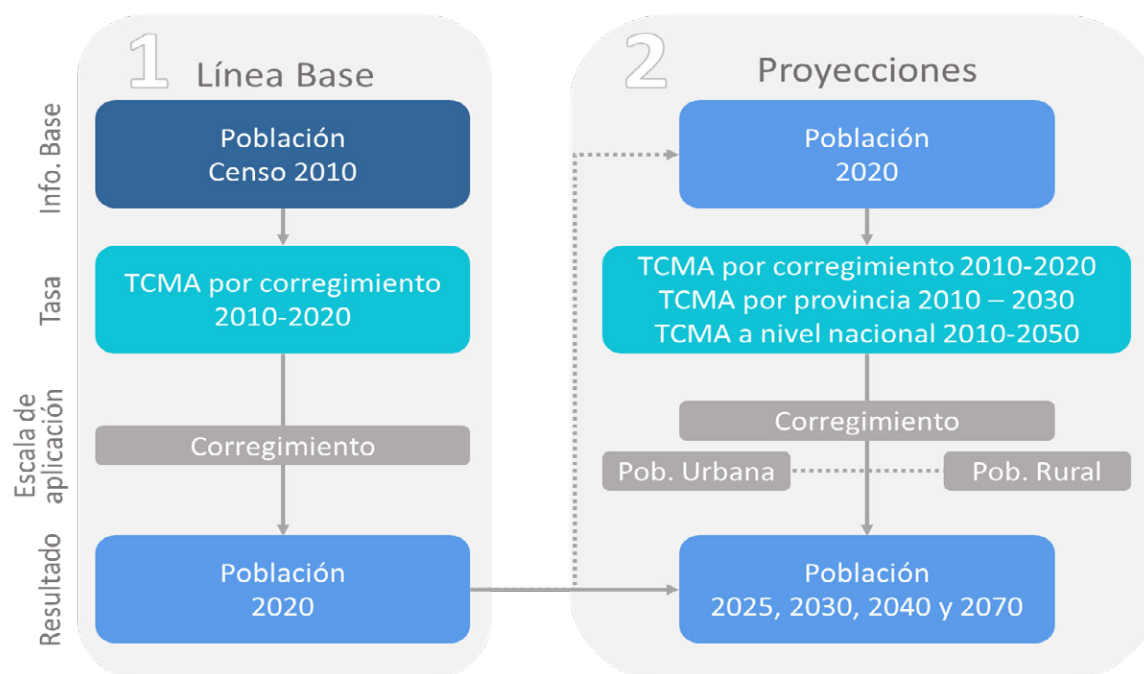 1
Línea Base
2
Proyecciones
Info. Base
Población
Censo 2010
Población
2020
Tasa
TCMA por corregimiento
2010-2020
TCMA por corregimiento 2010-2020
TCMA por provincia 2010 – 2030
TCMA a nivel nacional 2010-2050
Escala de
aplicación
Corregimiento
Corregimiento
Pob. Urbana
Pob. Rural
Resultado
Población
2020
Población
2025, 2030, 2040 y 2070